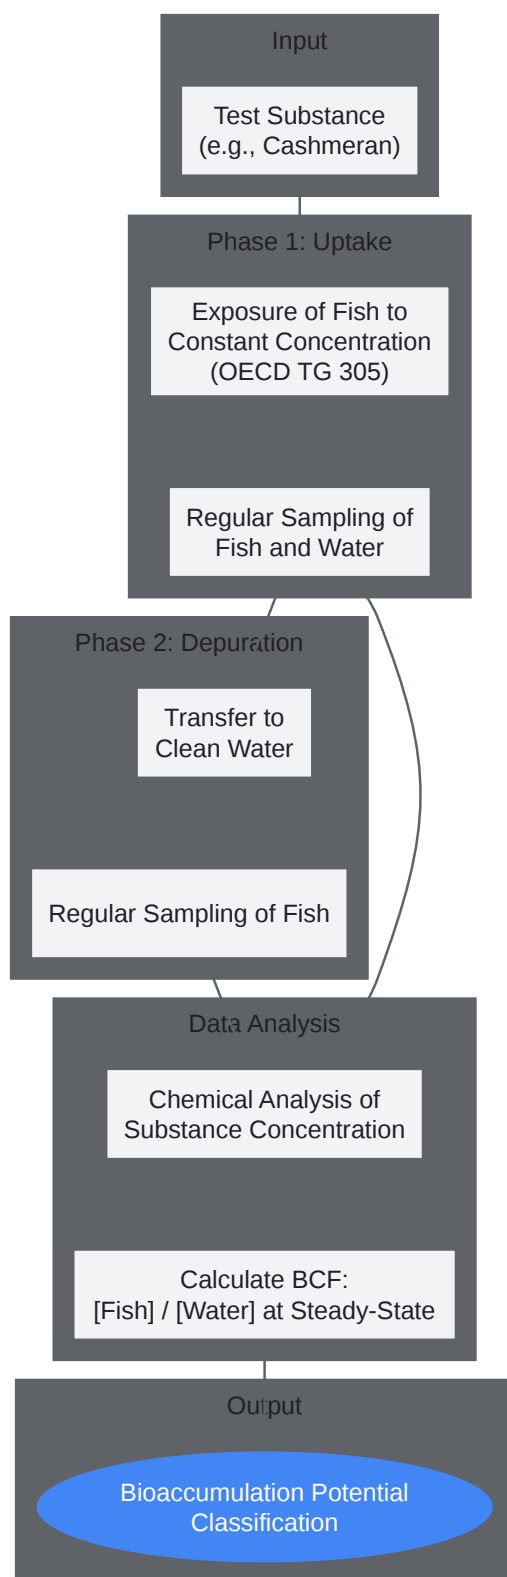 Input
Test Substance
(e.g., Cashmeran)
Phase 1: Uptake
Exposure of Fish to
Constant Concentration
(OECD TG 305)
Regular Sampling of
Fish and Water
Phase 2: Depuration
Transfer to
Clean Water
Regular Sampling of Fish
Data Analysis
Chemical Analysis of
Substance Concentration
Calculate BCF:
[Fish] / [Water] at Steady-State
Output
Bioaccumulation Potential
Classification